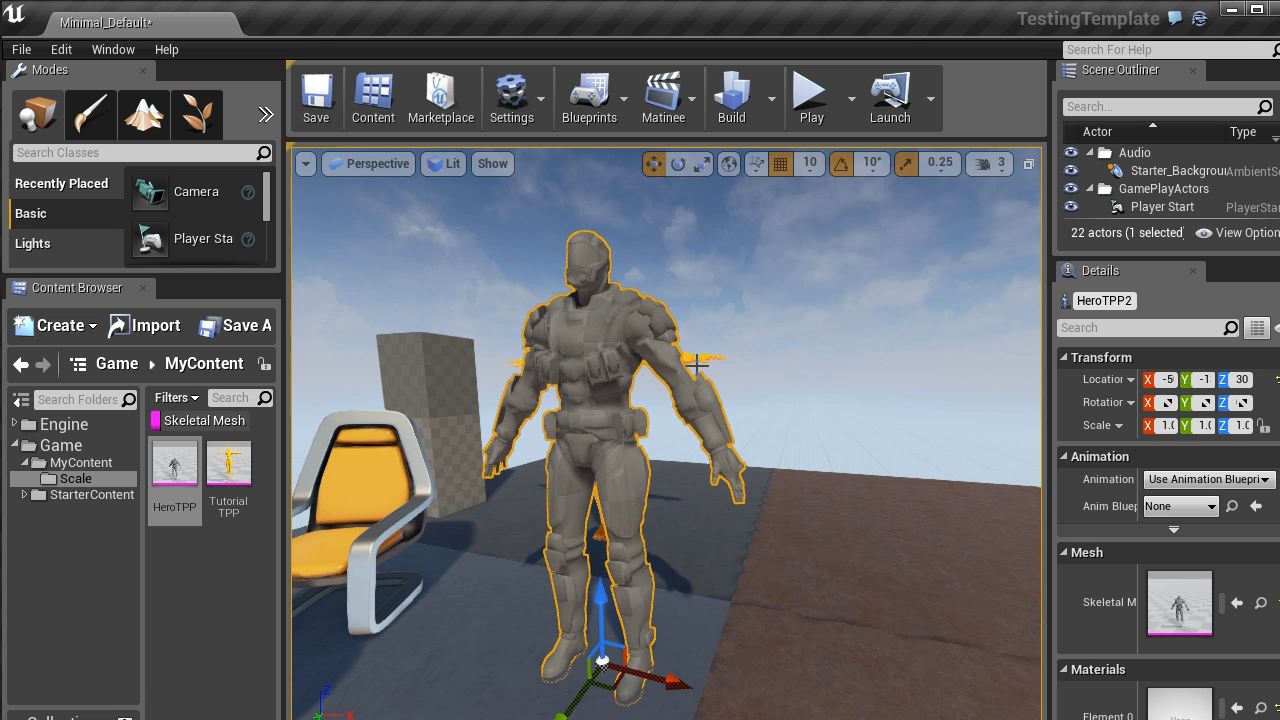 Minimal_Default*
TestingTemplate
File Edit Window Help
Search For Help
Modes
Search Classes
Recently Placed
Basic
Lights
Camera
Player Sta
Save Content Marketplace Settings Blueprints Matinee Build Play Launch
Perspective Lit Show
10 10° 0.25 3
Scene Outliner
Search...
Actor Type
Audio
Starter_Backgrou AmbientS
GamePlayActors
Player Start PlayerStar
22 actors (1 selected) View Option
Content Browser
Create Import Save A
Game MyContent
Search Folders
Engine
Game
MyContent
Scale
StarterContent
Filters Search
Skeletal Mesh
HeroTPP
Tutorial
TPP
Details
HeroTPP2
Search
Transform
Location X -5 Y -1 Z 30
Rotation X Y Z
Scale X 1.0 Y 1.0 Z 1.0
Animation
Animation Use Animation Bluepri
Anim Bluep None
Mesh
Skeletal M
Materials
Element 0
Z
X